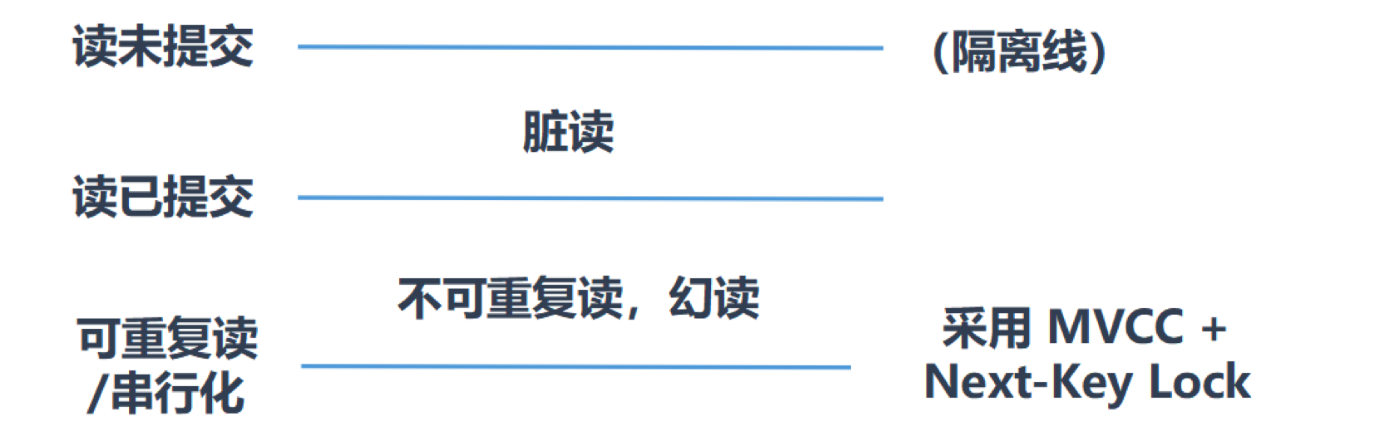 读未提交
（隔离线）
脏读
读已提交
不可重复读，幻读
可重复读
/串行化
采用 MVCC +
Next-Key Lock